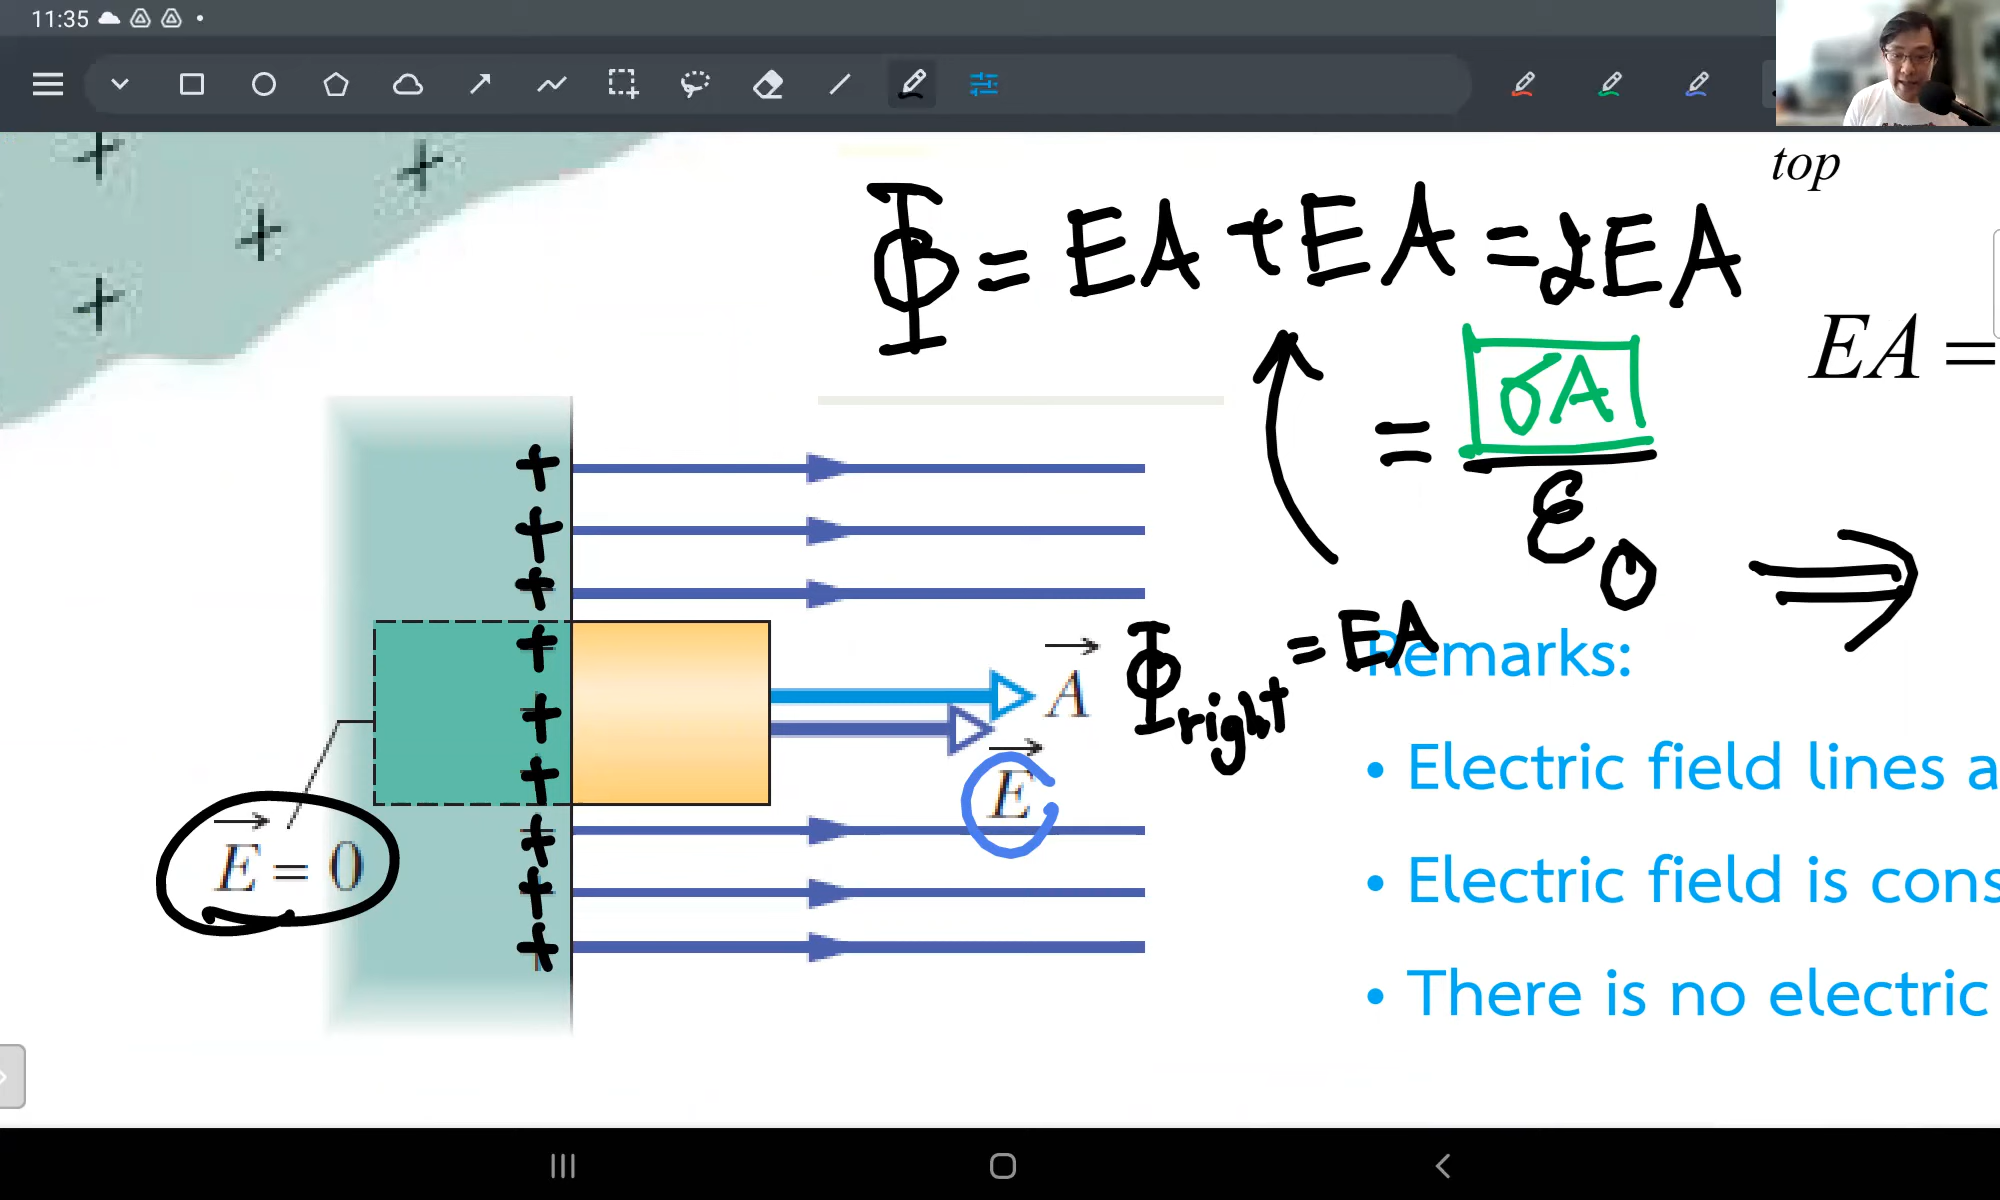 11:35
top
Φ = EA + EA = 2EA
EA =
= σA / ε0 ⇒
Φright = EA
Remarks:
• Electric field lines a
• Electric field is cons
• There is no electric
A
E
E = 0